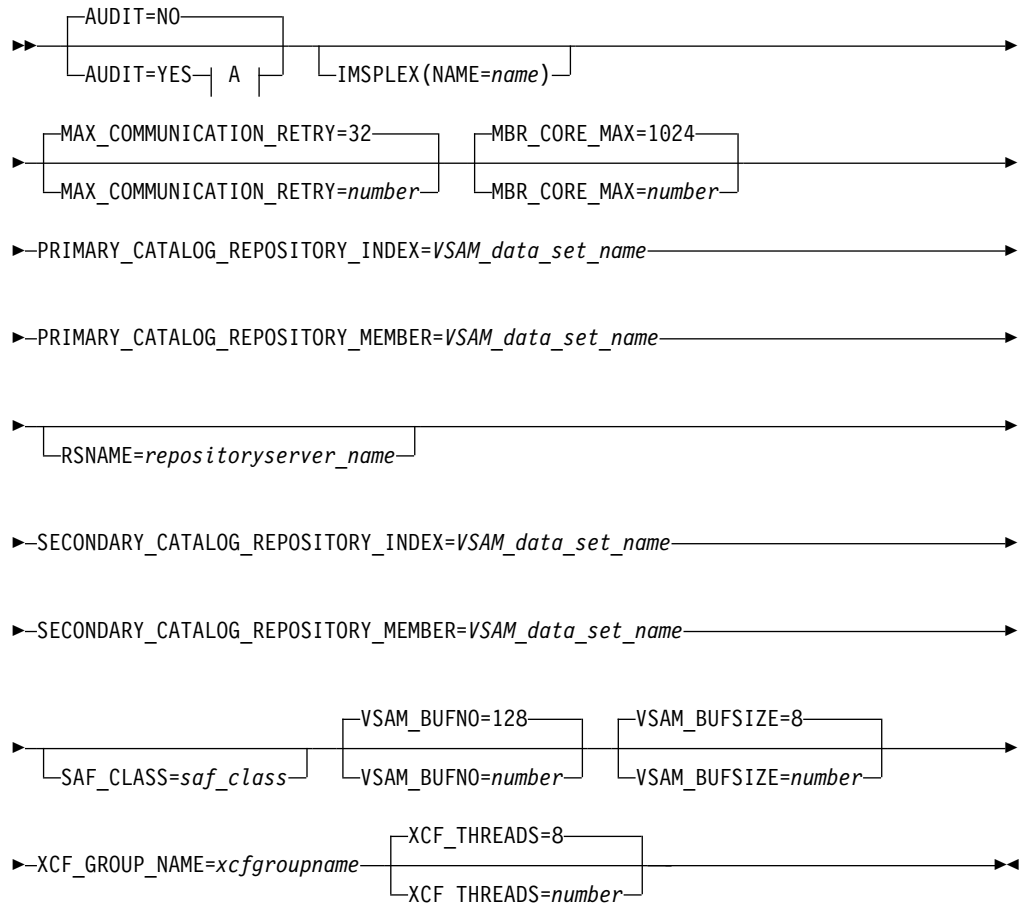 AUDIT=NO
AUDIT=YES A IMSPLEX(NAME=name)
MAX_COMMUNICATION_RETRY=32 MBR_CORE_MAX=1024
MAX_COMMUNICATION_RETRY=number MBR_CORE_MAX=number
PRIMARY_CATALOG_REPOSITORY_INDEX=VSAM_data_set_name
PRIMARY_CATALOG_REPOSITORY_MEMBER=VSAM_data_set_name
RSNAME=repositoryserver_name
SECONDARY_CATALOG_REPOSITORY_INDEX=VSAM_data_set_name
SECONDARY_CATALOG_REPOSITORY_MEMBER=VSAM_data_set_name
VSAM_BUFNO=128 VSAM_BUFSIZE=8
SAF_CLASS=saf_class VSAM_BUFNO=number VSAM_BUFSIZE=number
XCF_THREADS=8
XCF_GROUP_NAME=xcfgroupname
XCF_THREADS=number